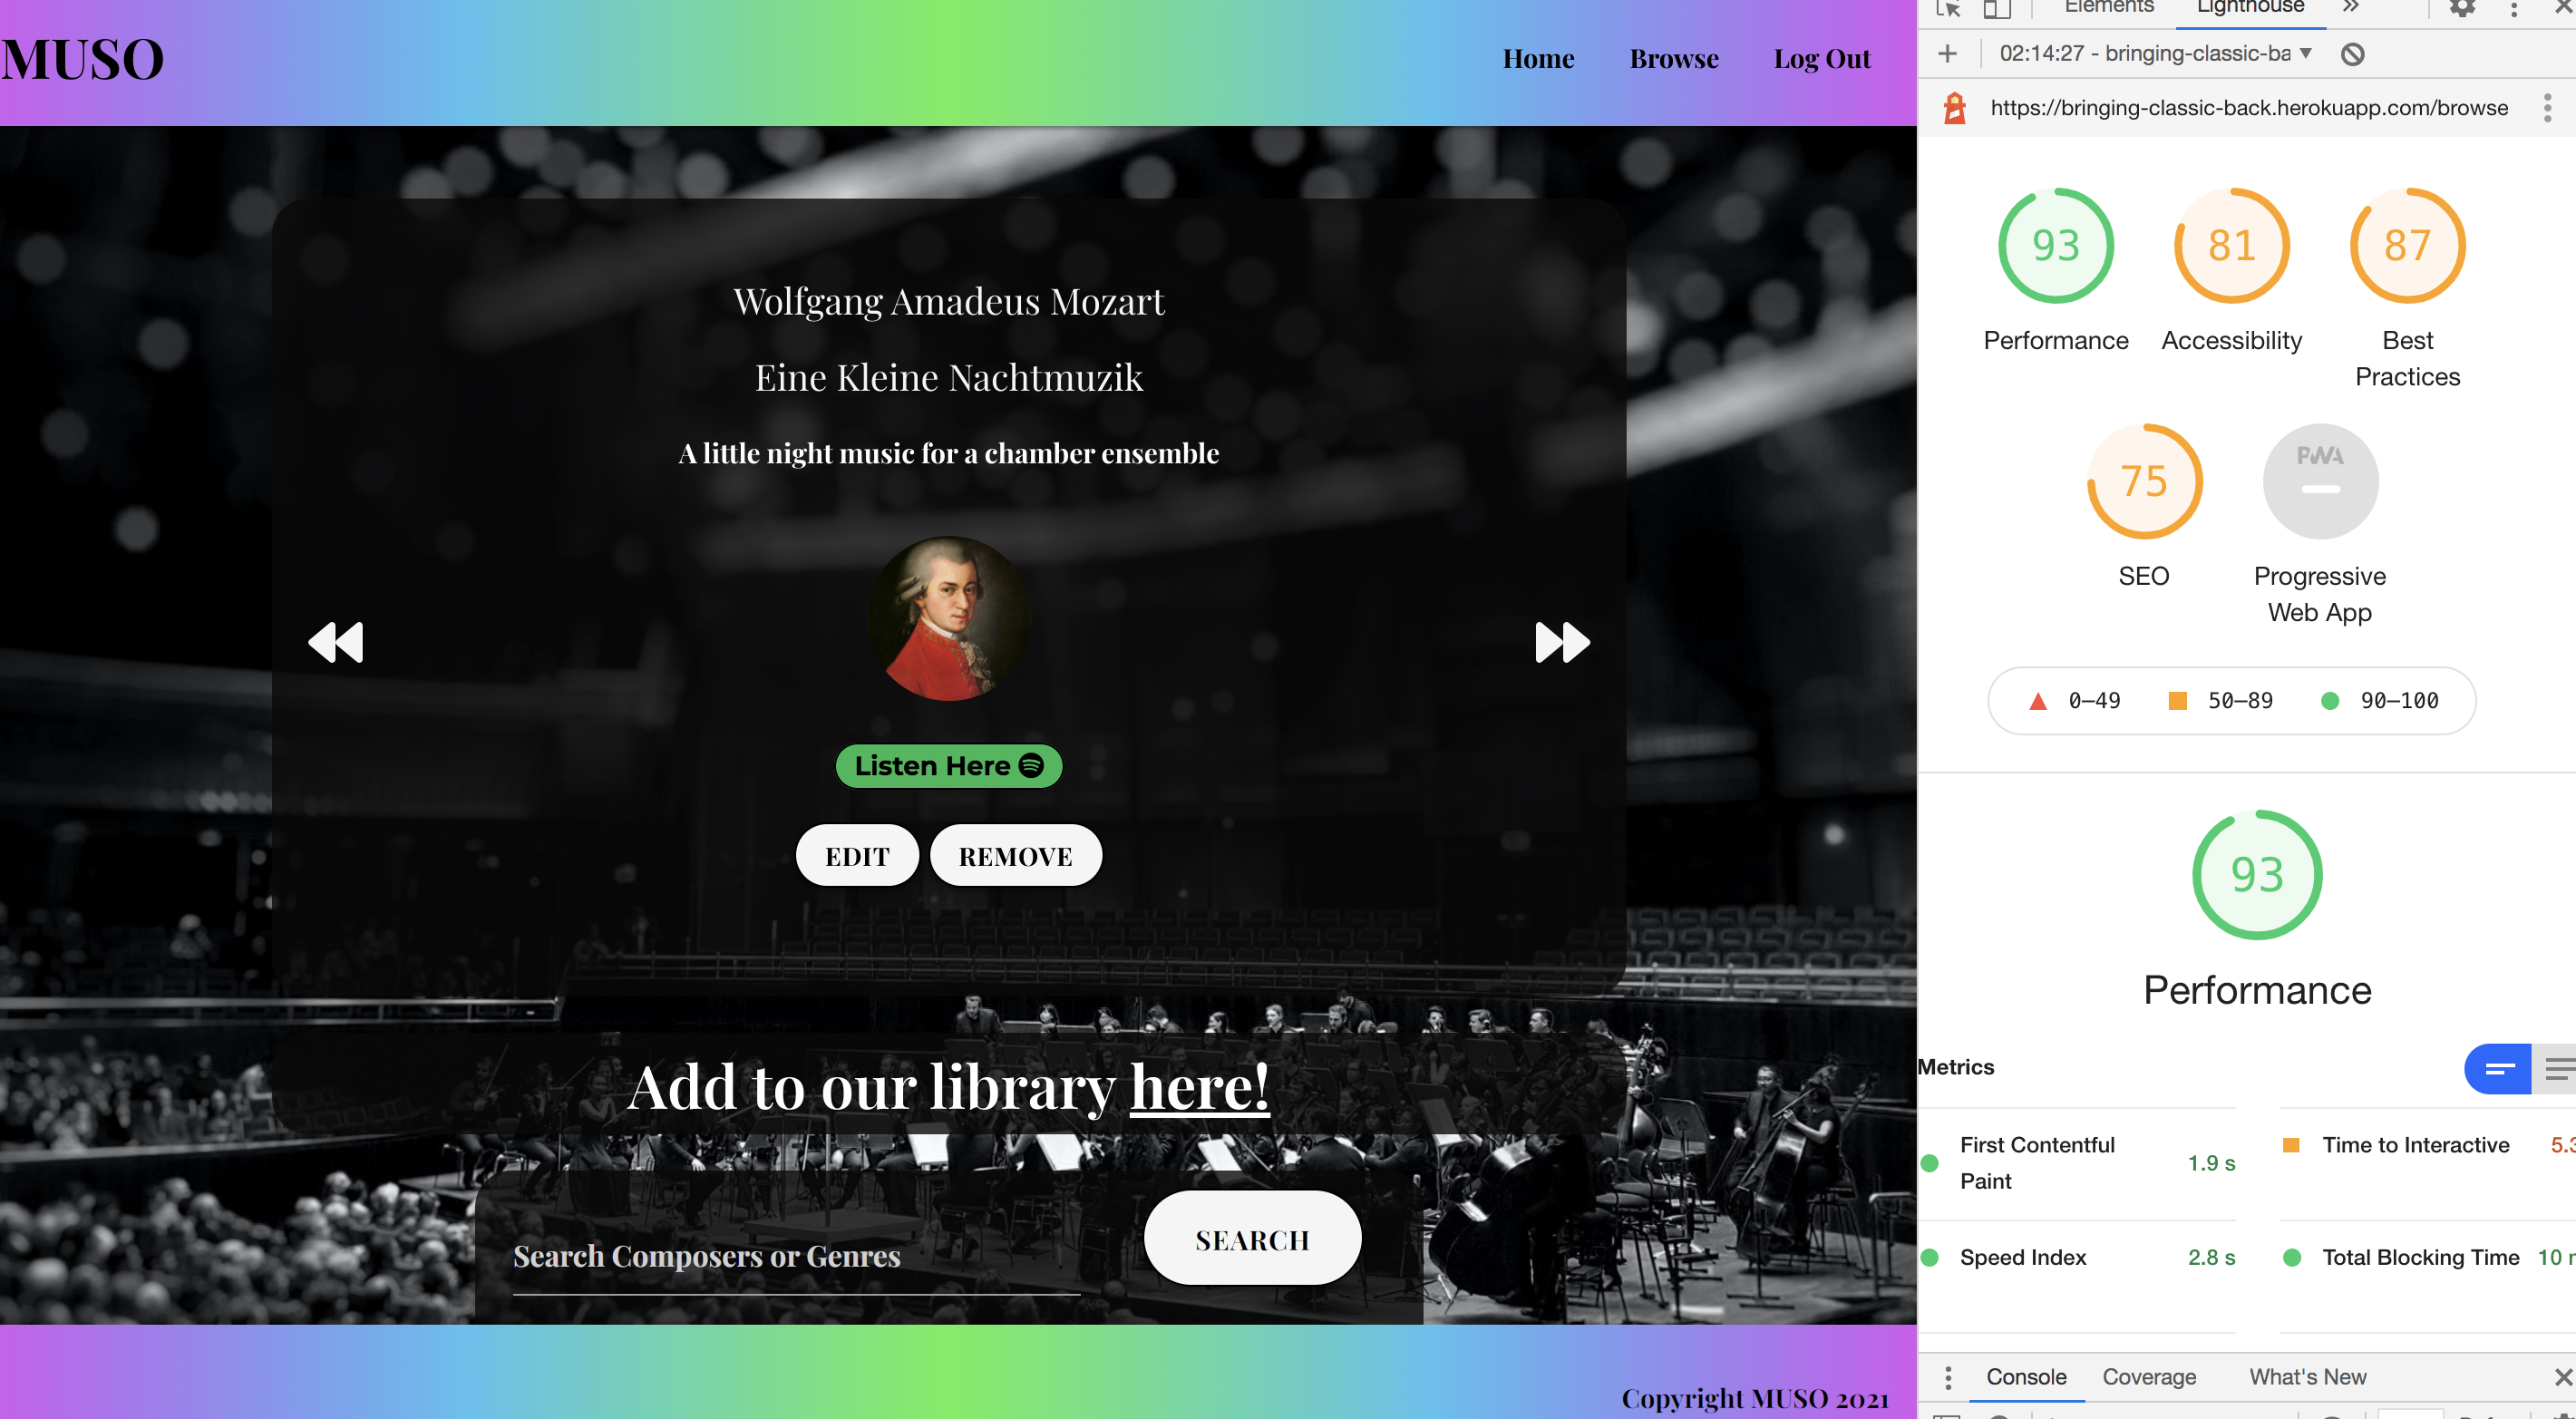 MUSO
Home Browse Log Out
Wolfgang Amadeus Mozart
Eine Kleine Nachtmuzik
A little night music for a chamber ensemble
Listen Here
EDIT REMOVE
Add to our library here!
Search Composers or Genres
SEARCH
Copyright MUSO 2021
Elements Lighthouse
02:14:27 - bringing-classic-ba
https://bringing-classic-back.herokuapp.com/browse
93 81 87
Performance Accessibility Best
Practices
75 PWA
SEO Progressive
Web App
0–49 50–89 90–100
93
Performance
Metrics
First Contentful
Paint
1.9 s
Time to Interactive 5.3
Speed Index 2.8 s
Total Blocking Time 10
Console Coverage What's New